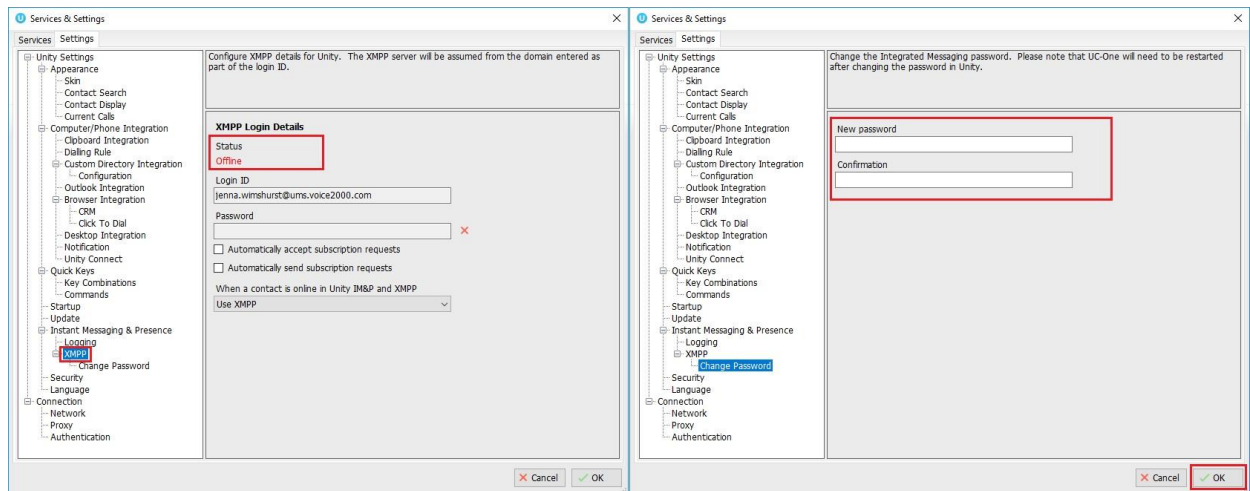 Services & Settings
Services Settings
Unity Settings
Appearance
Skin
Contact Search
Contact Display
Current Calls
Computer/Phone Integration
Clipboard Integration
Dialling Rule
Custom Directory Integration
Configuration
Outlook Integration
Browser Integration
CRM
Click To Dial
Desktop Integration
Notification
Unity Connect
Quick Keys
Key Combinations
Commands
Startup
Update
Instant Messaging & Presence
Logging
XMPP
Change Password
Security
Language
Connection
Network
Proxy
Authentication
Configure XMPP details for Unity. The XMPP server will be assumed from the domain entered as
part of the login ID.
XMPP Login Details
Status
Offline
Login ID
jenna.wimshurst@ums.voice2000.com
Password
Automatically accept subscription requests
Automatically send subscription requests
When a contact is online in Unity IM&P and XMPP
Use XMPP
Cancel
OK
Services & Settings
Services Settings
Unity Settings
Appearance
Skin
Contact Search
Contact Display
Current Calls
Computer/Phone Integration
Clipboard Integration
Dialling Rule
Custom Directory Integration
Configuration
Outlook Integration
Browser Integration
CRM
Click To Dial
Desktop Integration
Notification
Unity Connect
Quick Keys
Key Combinations
Commands
Startup
Update
Instant Messaging & Presence
Logging
XMPP
Change Password
Security
Language
Connection
Network
Proxy
Authentication
Change the Integrated Messaging password. Please note that UC-One will need to be restarted
after changing the password in Unity.
New password
Confirmation
Cancel
OK